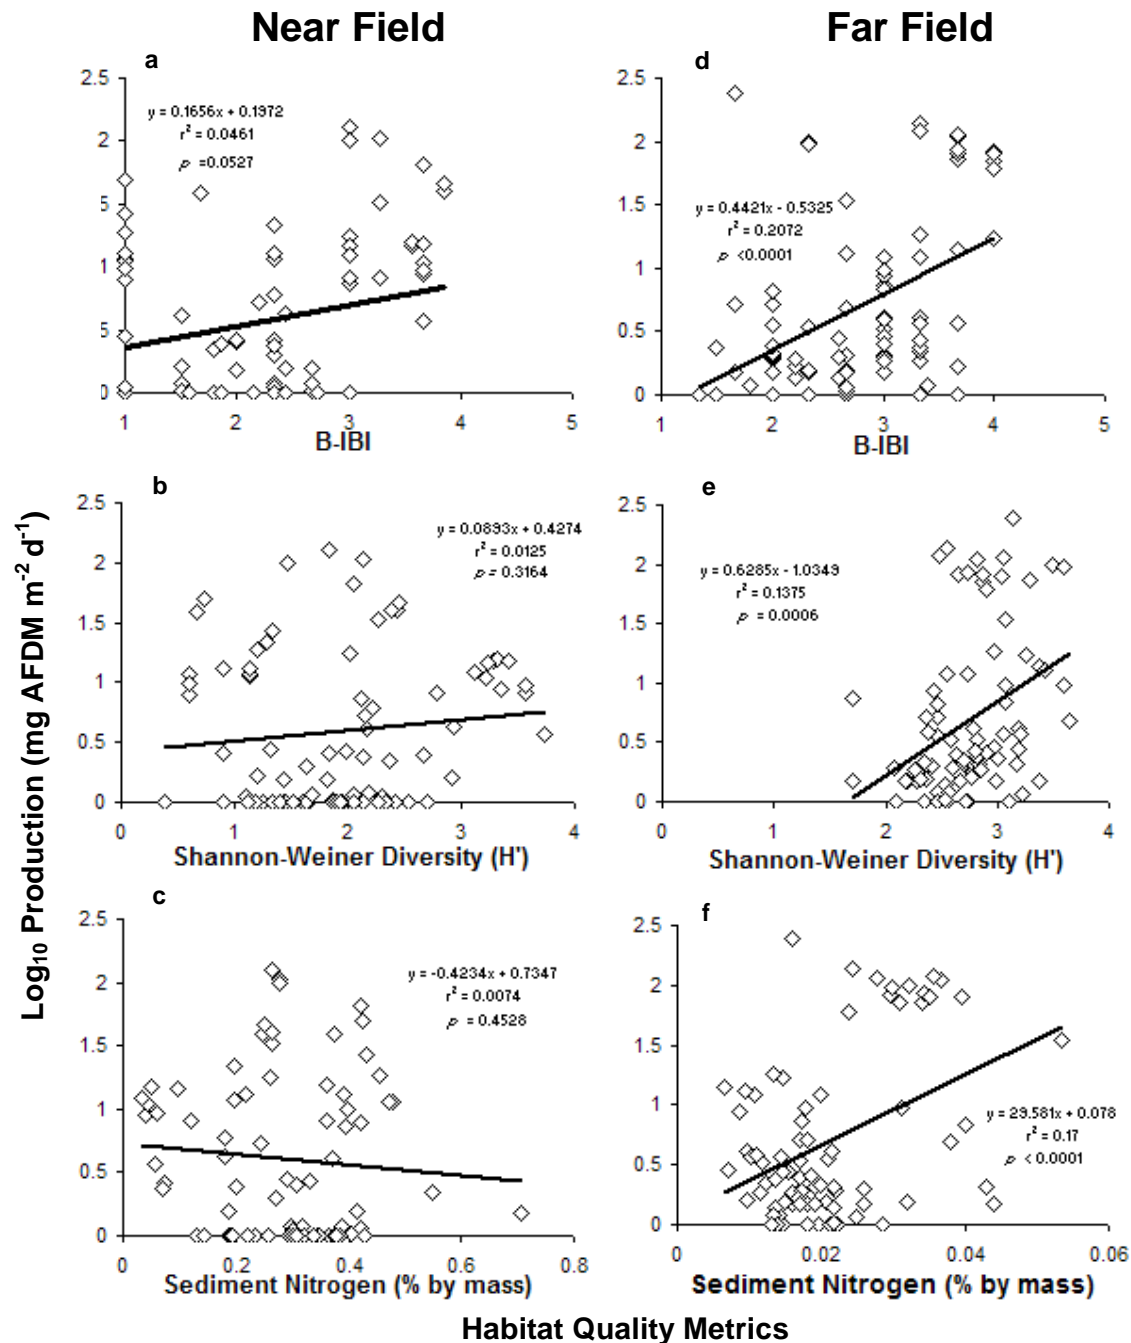 Near Field
Far Field
a
2.5
2
5
1
5
0
y = 0.1656x + 0.1972
r² = 0.0461
p =0.0527
1 2 3 4 5
B-IBI
d
2.5
2
1.5
1
0.5
0
y = 0.4421x - 0.5325
r² = 0.2072
p <0.0001
1 2 3 4 5
B-IBI
b
2.5
2
1.5
1
0.5
0
y = 0.0893x + 0.4274
r² = 0.0125
p = 0.3164
0 1 2 3 4
Shannon-Weiner Diversity (H')
e
2.5
2
1.5
1
0.5
0
y = 0.6285x - 1.0349
r² = 0.1375
p = 0.0006
0 1 2 3 4
Shannon-Weiner Diversity (H')
c
2.5
2
1.5
1
0.5
0
y = -0.4234x + 0.7347
r² = 0.0074
p = 0.4528
0 0.2 0.4 0.6 0.8
Sediment Nitrogen (% by mass)
f
2.5
2
1.5
1
0.5
0
y = 29.581x + 0.078
r² = 0.17
p < 0.0001
0 0.02 0.04 0.06
Sediment Nitrogen (% by mass)
Log₁₀ Production (mg AFDM m⁻² d⁻¹)
Habitat Quality Metrics